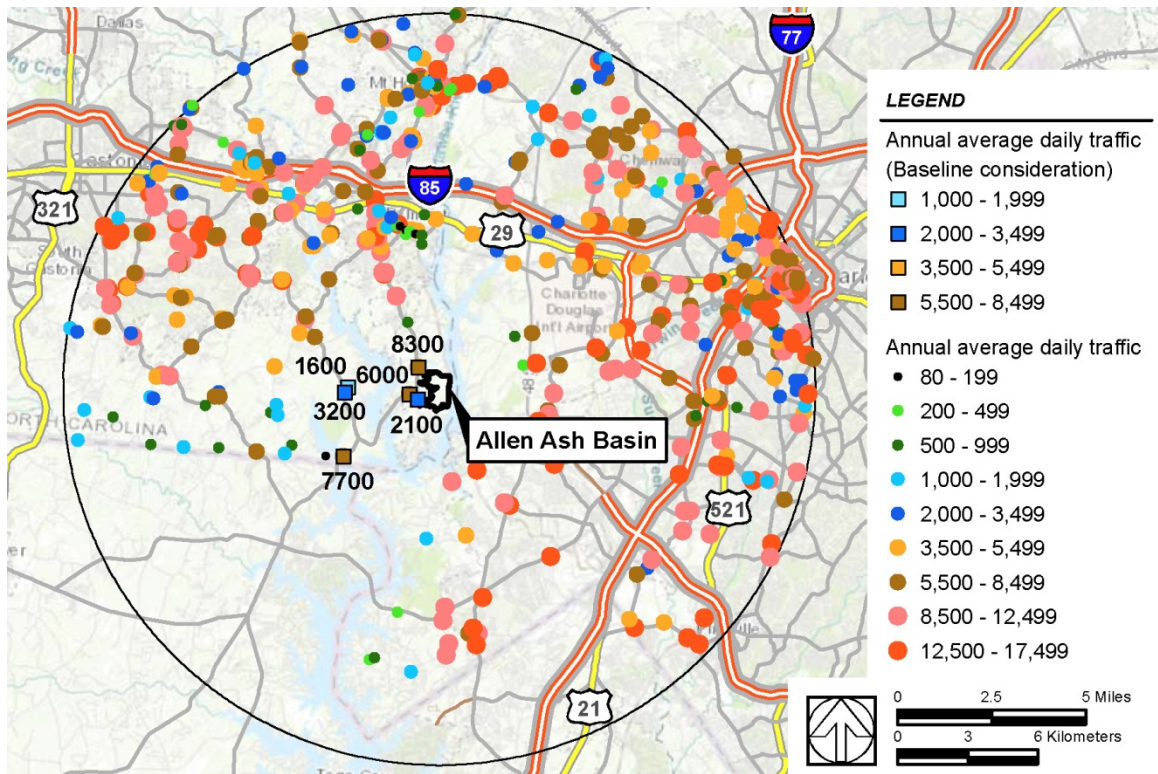 Dallas
77
LEGEND
Annual average daily traffic
(Baseline consideration)
1,000 - 1,999
2,000 - 3,499
3,500 - 5,499
5,500 - 8,499
Annual average daily traffic
80 - 199
200 - 499
500 - 999
1,000 - 1,999
2,000 - 3,499
3,500 - 5,499
5,500 - 8,499
8,500 - 12,499
12,500 - 17,499
85
321
29
South
Charlotte
Douglas
Int'l Airport
8300
1600
6000
3200
2100
Allen Ash Basin
7700
CAROLINA
521
21
0 2.5 5 Miles
0 3 6 Kilometers